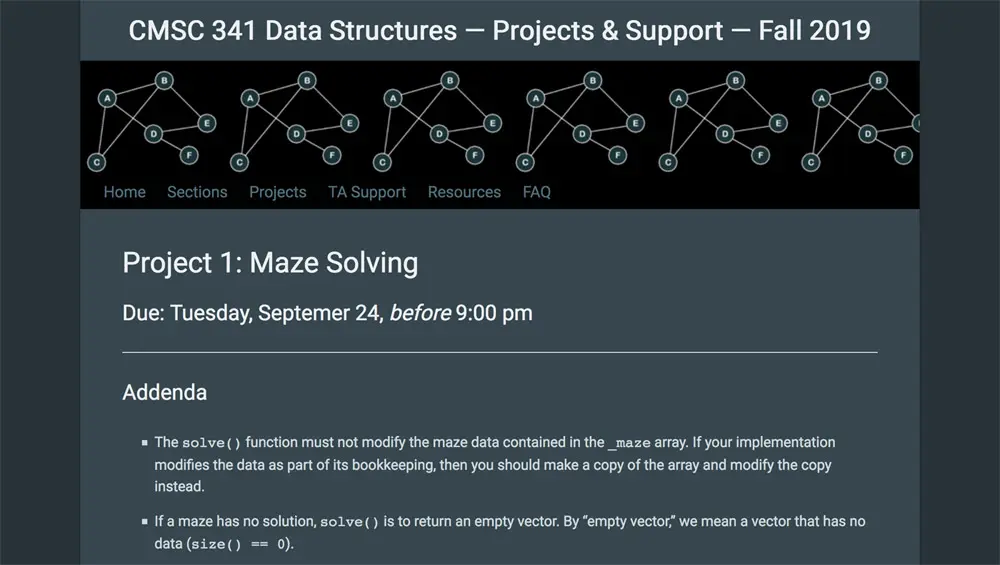 CMSC 341 Data Structures — Projects & Support — Fall 2019
A B C D E F A B C D E F A B C D E F A B C D E F A B C D E F A B C D F
Home Sections Projects TA Support Resources FAQ
Project 1: Maze Solving
Due: Tuesday, Septemer 24, before 9:00 pm
Addenda
The solve() function must not modify the maze data contained in the _maze array. If your implementation
modifies the data as part of its bookkeeping, then you should make a copy of the array and modify the copy
instead.
If a maze has no solution, solve() is to return an empty vector. By “empty vector,” we mean a vector that has no
data (size() == 0).